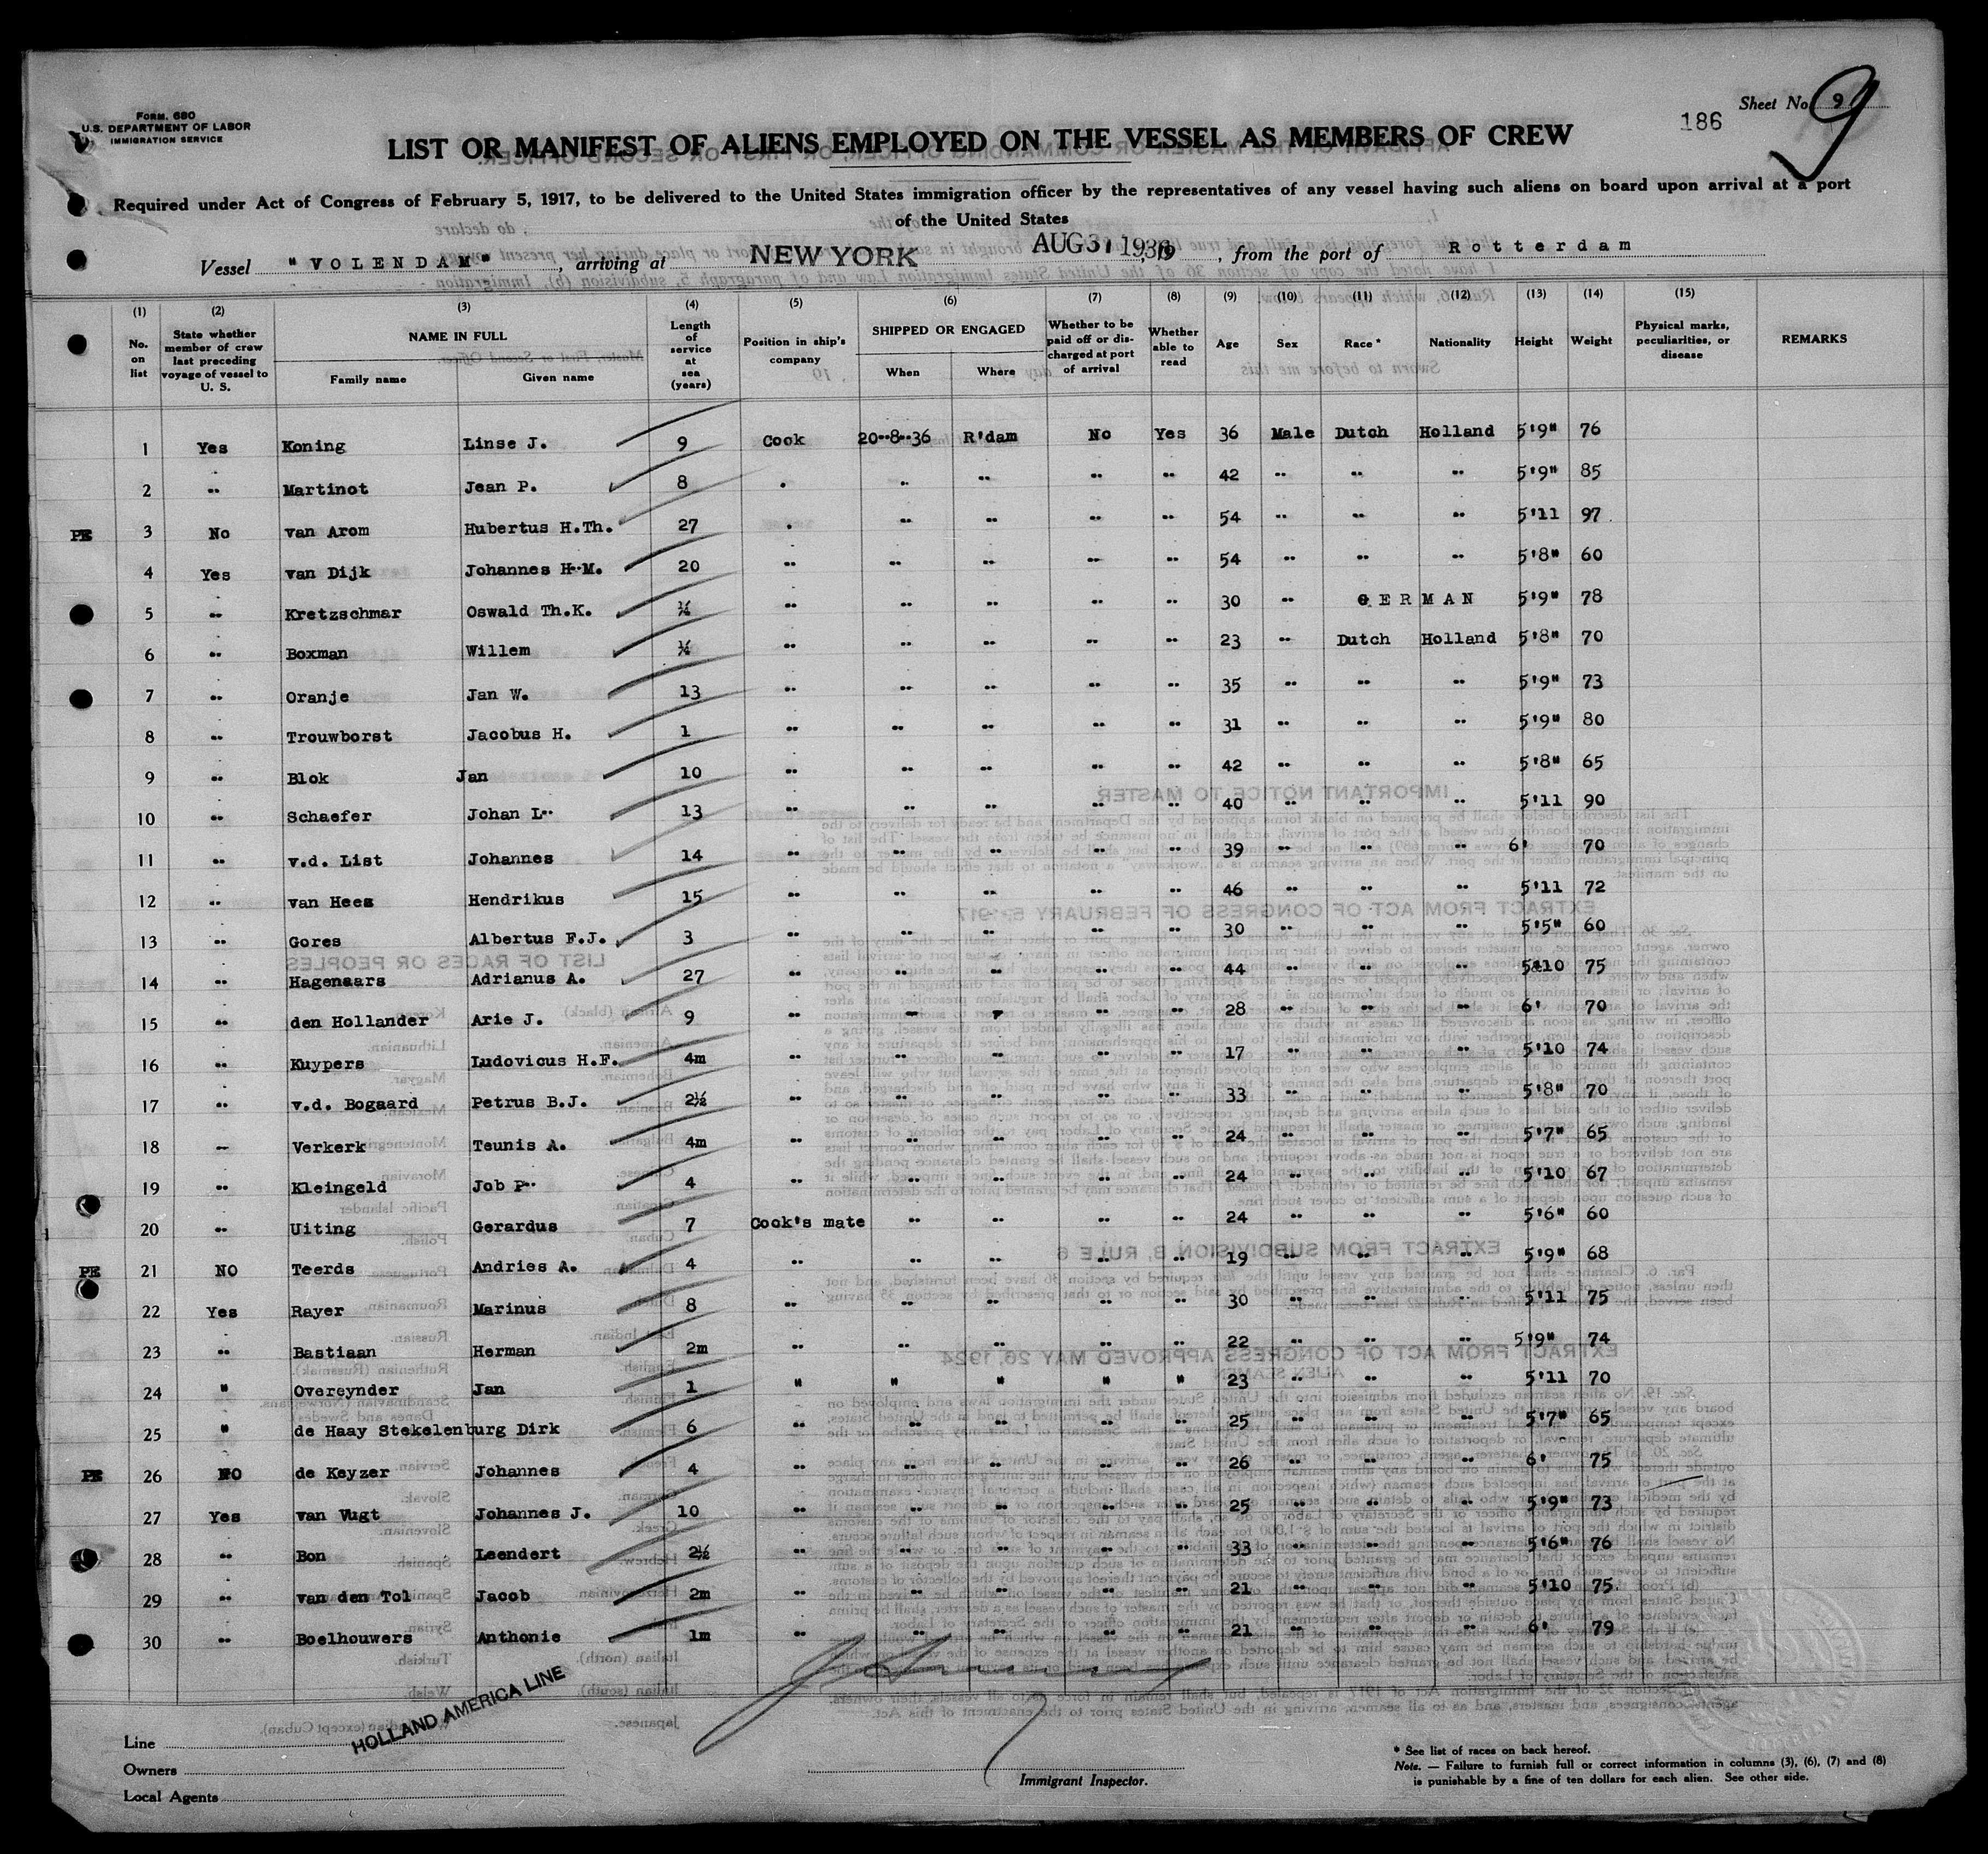 Form. 680
U.S. DEPARTMENT OF LABOR
IMMIGRATION SERVICE
Sheet No. 9
9
186
LIST OR MANIFEST OF ALIENS EMPLOYED ON THE VESSEL AS MEMBERS OF CREW
Required under Act of Congress of February 5, 1917, to be delivered to the United States immigration officer by the representatives of any vessel having such aliens on board upon arrival at a port
of the United States
Vessel "VOLENDAM", arriving at NEW YORK AUG 31 1936, from the port of Rotterdam
(1) (2) (3) (4) (5) (6) (7) (8) (9) (10) (11) (12) (13) (14) (15)
No. on list State whether member of crew last preceding voyage of vessel to U. S. NAME IN FULL Family name Given name Length of service at sea (years) Position in ship's company SHIPPED OR ENGAGED When Where Whether to be paid off or discharged at port of arrival Whether able to read Age Sex Race* Nationality Height Weight Physical marks, peculiarities, or disease REMARKS
1 Yes Koning Linse J. 9 Cook 20-8-36 R'dam No Yes 36 Male Dutch Holland 5'9" 76
2 " Martinot Jean P. 8 " " " " " 42 " " " 5'9" 85
PE 3 No van Arom Hubertus H.Th. 27 " " " " " 54 " " " 5'11 97
4 Yes van Dijk Johannes H.M. 20 " " " " " 54 " " " 5'8" 60
5 " Kretzschmar Oswald Th.K. " " " " " 30 " GERMAN 5'9" 78
6 " Boxman Willem " " " " " 23 " Dutch Holland 5'8" 70
7 " Oranje Jan W. 13 " " " " " 35 " " " 5'9" 73
8 " Trouwborst Jacobus H. 1 " " " " " 31 " " " 5'9" 80
9 " Blok Jan 10 " " " " " 42 " " " 5'8" 65
10 " Schaefer Johan L. 13 " " " " " 40 " " " 5'11 90
11 " v.d. List Johannes 14 " " " " " 39 " " " 6' 70
12 " van Hees Hendrikus 15 " " " " " 46 " " " 5'11 72
13 " Gores Albertus F.J. 3 " " " " " 30 " " " 5'5" 60
14 " Hagenaars Adrianus A. 27 " " " " " 44 " " " 5'10 75
15 " den Hollander Arie J. 9 " " " " " 28 " " " 6' 70
16 " Kuypers Ludovicus H.F. 4m " " " " " 17 " " " 5'10 74
17 " v.d. Bogaard Petrus B.J. 2½ " " " " " 33 " " " 5'8" 70
18 " Verkerk Teunis A. 4m " " " " " 24 " " " 5'7" 65
19 " Kleingeld Job P. 4 " " " " " 24 " " " 5'10 67
20 " Uiting Gerardus 7 Cook's mate " " " " 24 " " " 5'6" 60
PE 21 NO Teerds Andries A. 4 " " " " " 19 " " " 5'9" 68
22 Yes Rayer Marinus 8 " " " " " 30 " " " 5'11 75
23 " Bastiaan Herman 2m " " " " " 22 " " " 5'9" 74
24 " Overeynder Jan 1 " " " " " 23 " " " 5'11 70
25 " de Haay Stekelenburg Dirk 6 " " " " " 25 " " " 5'7" 65
PE 26 NO de Keyzer Johannes 4 " " " " " 26 " " " 6' 75
27 Yes van Vugt Johannes J. 10 " " " " " 25 " " " 5'9" 73
28 " Bon Leendert 2½ " " " " " 33 " " " 5'6" 76
29 " van den Tol Jacob 2m " " " " " 21 " " " 5'10 75
30 " Boelhouwers Anthonie 1m " " " " " 21 " " " 6' 79
HOLLAND AMERICA LINE
Line
Owners
Local Agents
Immigrant Inspector.
* See list of races on back hereof.
Note. — Failure to furnish full or correct information in columns (3), (6), (7) and (8)
is punishable by a fine of ten dollars for each alien. See other side.